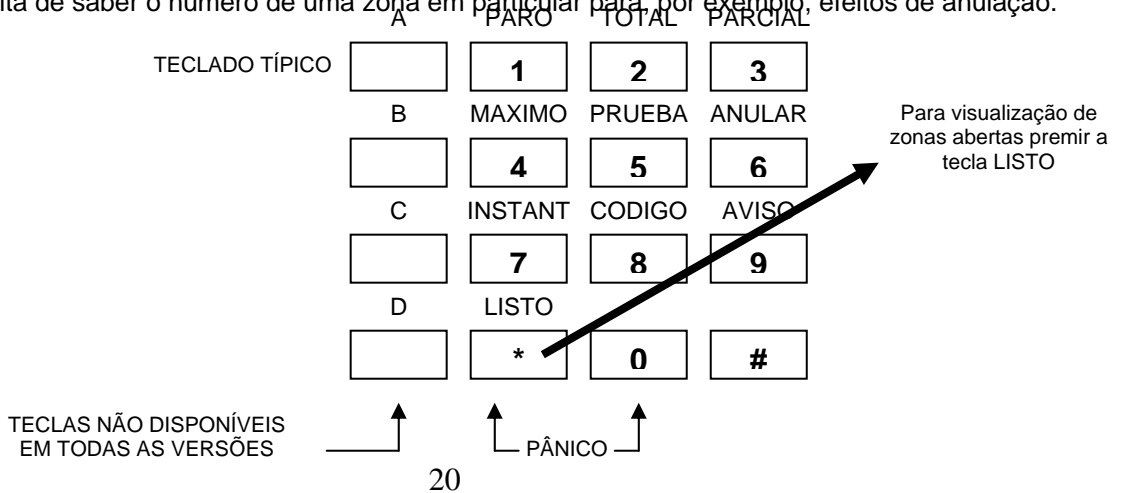 ita de saber o número de uma zona em particular para, por exemplo, efeitos de anulação.
A PARO TOTAL PARCIAL
TECLADO TÍPICO
1 2 3
B MAXIMO PRUEBA ANULAR
Para visualização de
zonas abertas premir a
tecla LISTO
4 5 6
C INSTANT CODIGO AVISO
7 8 9
D LISTO
* 0 #
TECLAS NÃO DISPONÍVEIS
EM TODAS AS VERSÕES
PÂNICO
20